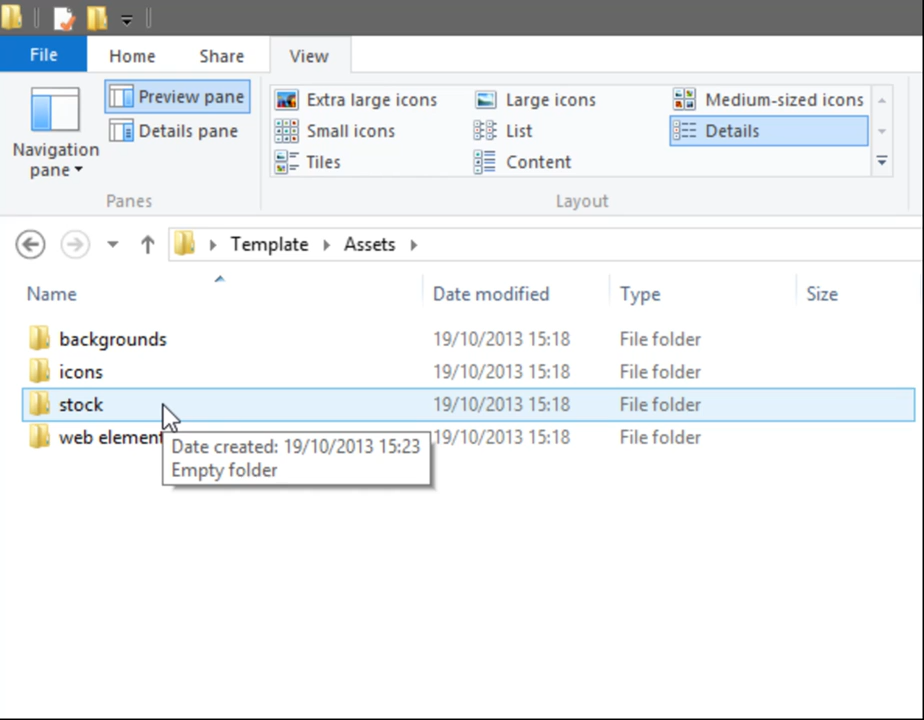 File Home Share View
Preview pane Extra large icons Large icons Medium-sized icons
Navigation pane Details pane Small icons List Details
Tiles Content
Panes Layout
Template Assets
Name Date modified Type Size
backgrounds 19/10/2013 15:18 File folder
icons 19/10/2013 15:18 File folder
stock 19/10/2013 15:18 File folder
web element 19/10/2013 15:18 File folder
Date created: 19/10/2013 15:23
Empty folder